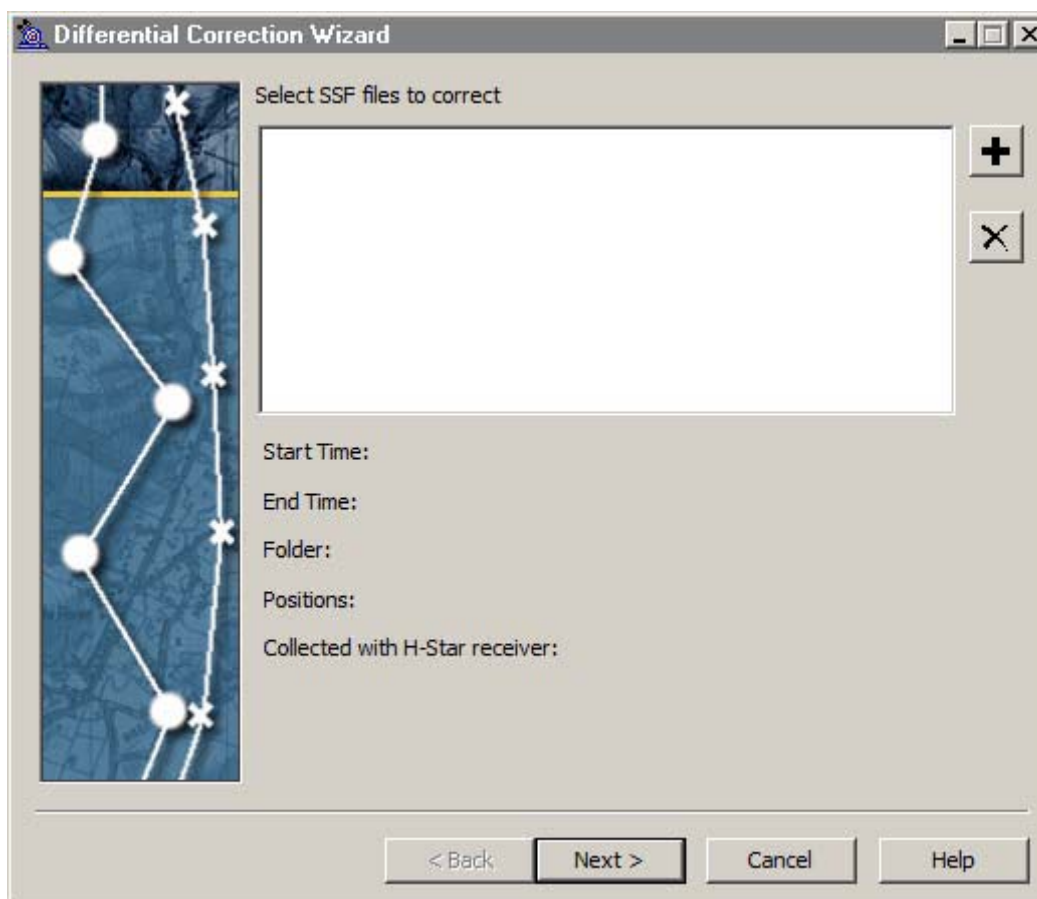 Differential Correction Wizard
Select SSF files to correct
Start Time:
End Time:
Folder:
Positions:
Collected with H-Star receiver:
< Back
Next >
Cancel
Help